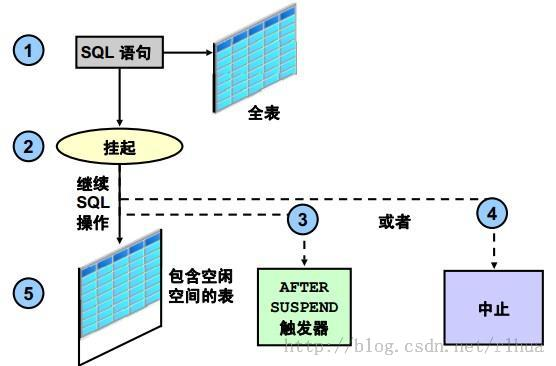 1
SQL 语句
全表
2
挂起
继续
SQL
操作
3
或者
4
5
包含空闲
空间的表
AFTER
SUSPEND
触发器
中止
http://blog.csdn.net/rlhua